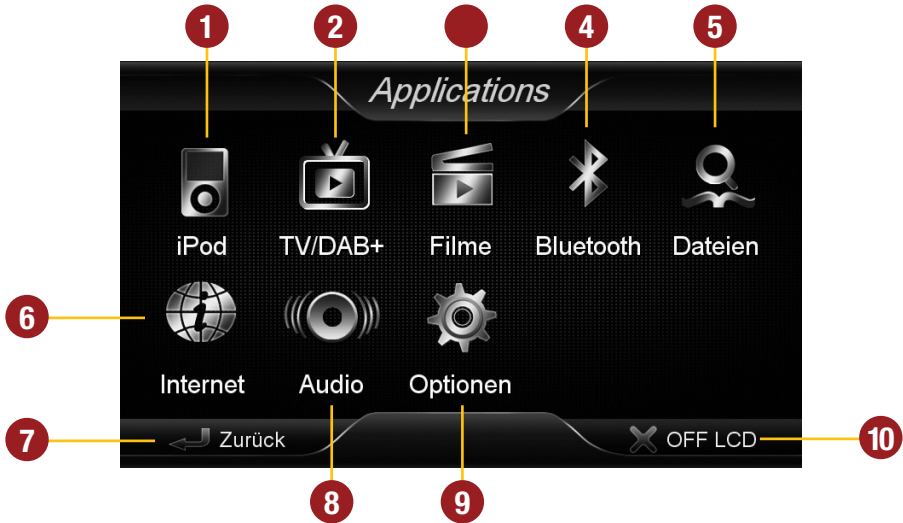 1 2 4 5
Applications
iPod TV/DAB+ Filme Bluetooth Dateien
6
Internet Audio Optionen
7 Zurück OFF LCD 10
8 9